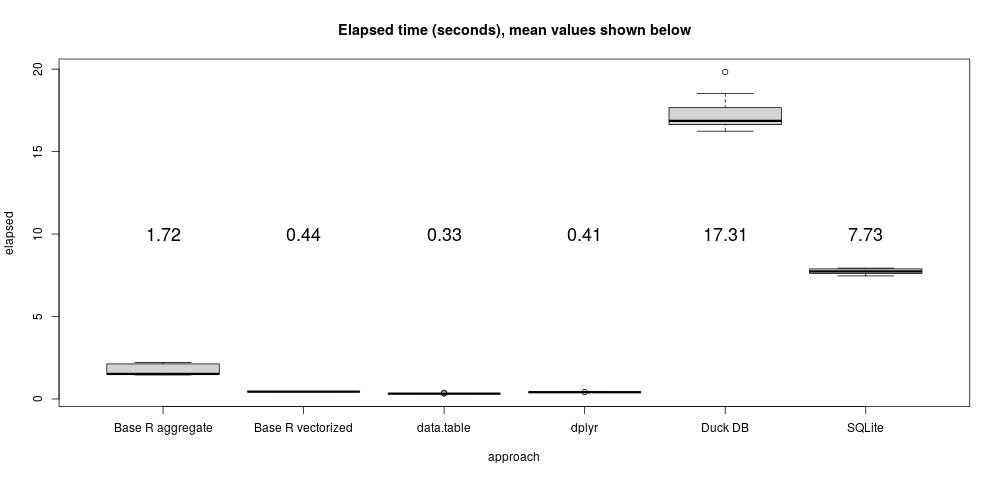 Elapsed time (seconds), mean values shown below
elapsed
20
15
10
5
0
1.72 0.44 0.33 0.41 17.31 7.73
Base R aggregate Base R vectorized data.table dplyr Duck DB SQLite
approach